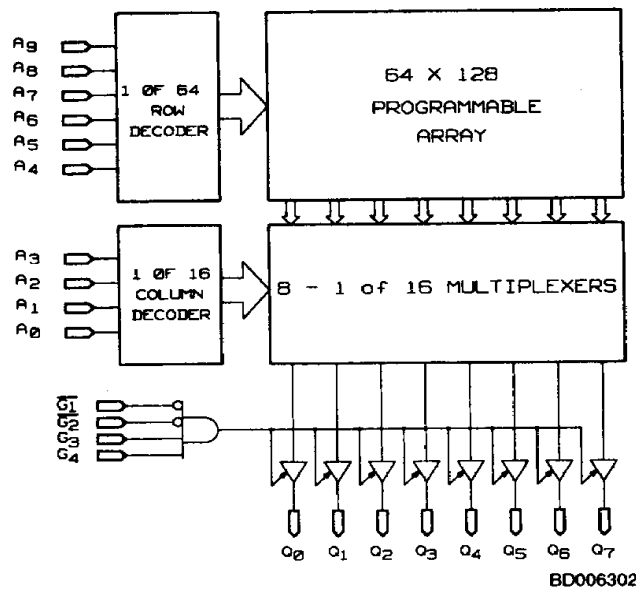 A9
A8
A7
A6
A5
A4
1 OF 64
ROW
DECODER
64 X 128
PROGRAMMABLE
ARRAY
A3
A2
A1
A0
1 OF 16
COLUMN
DECODER
8 - 1 of 16 MULTIPLEXERS
G1
G2
G3
G4
Q0 Q1 Q2 Q3 Q4 Q5 Q6 Q7
BD006302